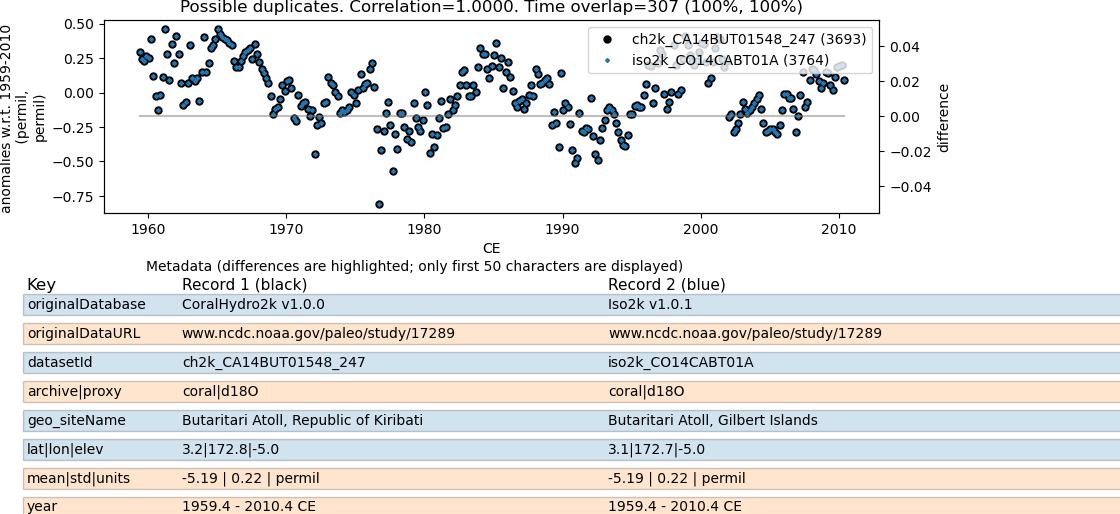 Possible duplicates. Correlation=1.0000. Time overlap=307 (100%, 100%)
anomalies w.r.t. 1959-2010
(permil,
permil)
0.50
0.25
0.00
−0.25
−0.50
−0.75
ch2k_CA14BUT01548_247 (3693)
iso2k_CO14CABT01A (3764)
0.04
0.02
0.00
−0.02
−0.04
difference
1960 1970 1980 1990 2000 2010
CE
Metadata (differences are highlighted; only first 50 characters are displayed)
Key Record 1 (black) Record 2 (blue)
originalDatabase CoralHydro2k v1.0.0 Iso2k v1.0.1
originalDataURL www.ncdc.noaa.gov/paleo/study/17289 www.ncdc.noaa.gov/paleo/study/17289
datasetId ch2k_CA14BUT01548_247 iso2k_CO14CABT01A
archive|proxy coral|d18O coral|d18O
geo_siteName Butaritari Atoll, Republic of Kiribati Butaritari Atoll, Gilbert Islands
lat|lon|elev 3.2|172.8|-5.0 3.1|172.7|-5.0
mean|std|units -5.19 | 0.22 | permil -5.19 | 0.22 | permil
year 1959.4 - 2010.4 CE 1959.4 - 2010.4 CE